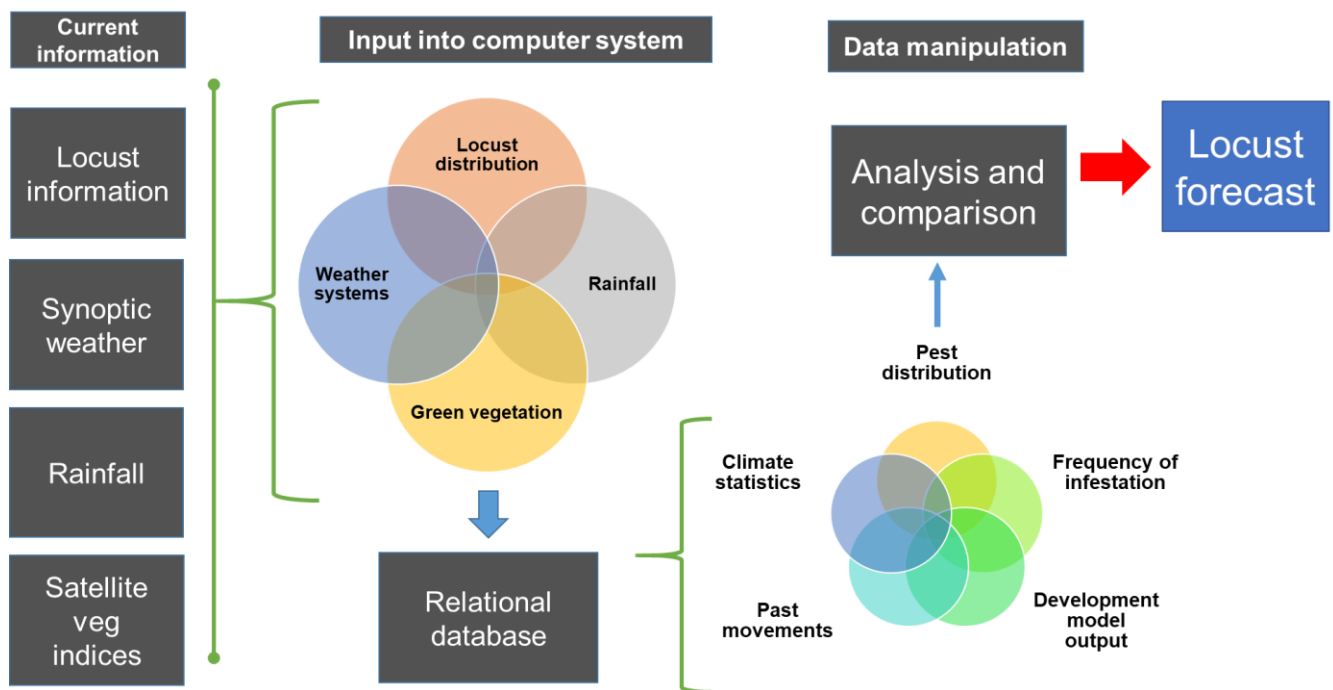 Current
information
Input into computer system
Data manipulation
Locust
information
Synoptic
weather
Rainfall
Satellite
veg
indices
Locust
distribution
Weather
systems
Rainfall
Green vegetation
Relational
database
Analysis and
comparison
Locust
forecast
Pest
distribution
Climate
statistics
Frequency of
infestation
Past
movements
Development
model
output